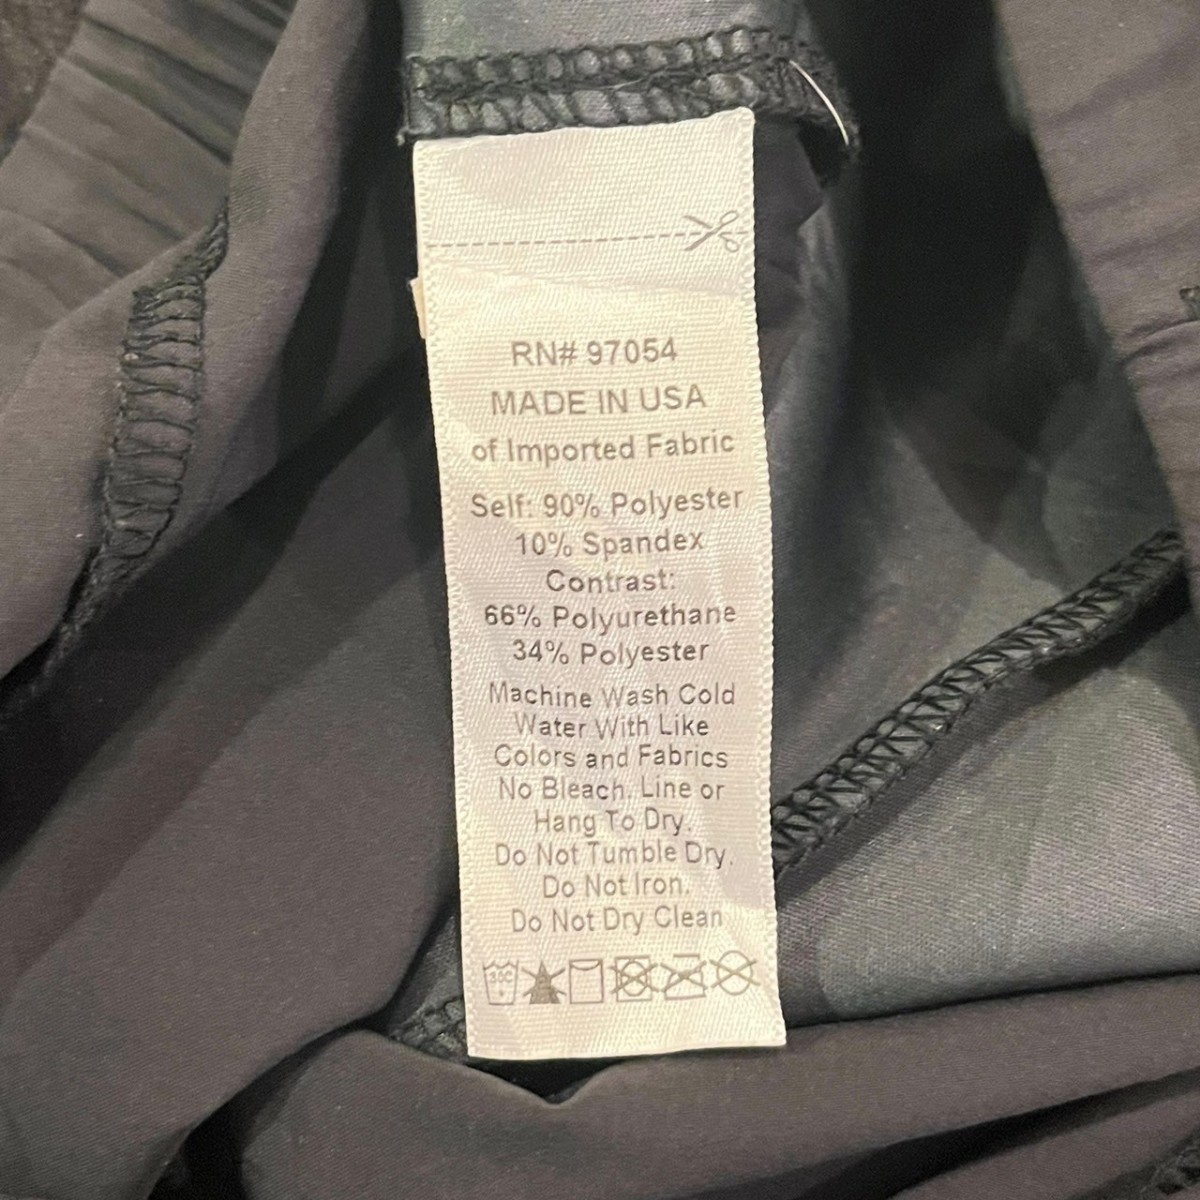 RN# 97054
MADE IN USA
of Imported Fabric
Self: 90% Polyester
10% Spandex
Contrast:
66% Polyurethane
34% Polyester
Machine Wash Cold
Water With Like
Colors and Fabrics
No Bleach, Line or
Hang To Dry.
Do Not Tumble Dry.
Do Not Iron.
Do Not Dry Clean
30C